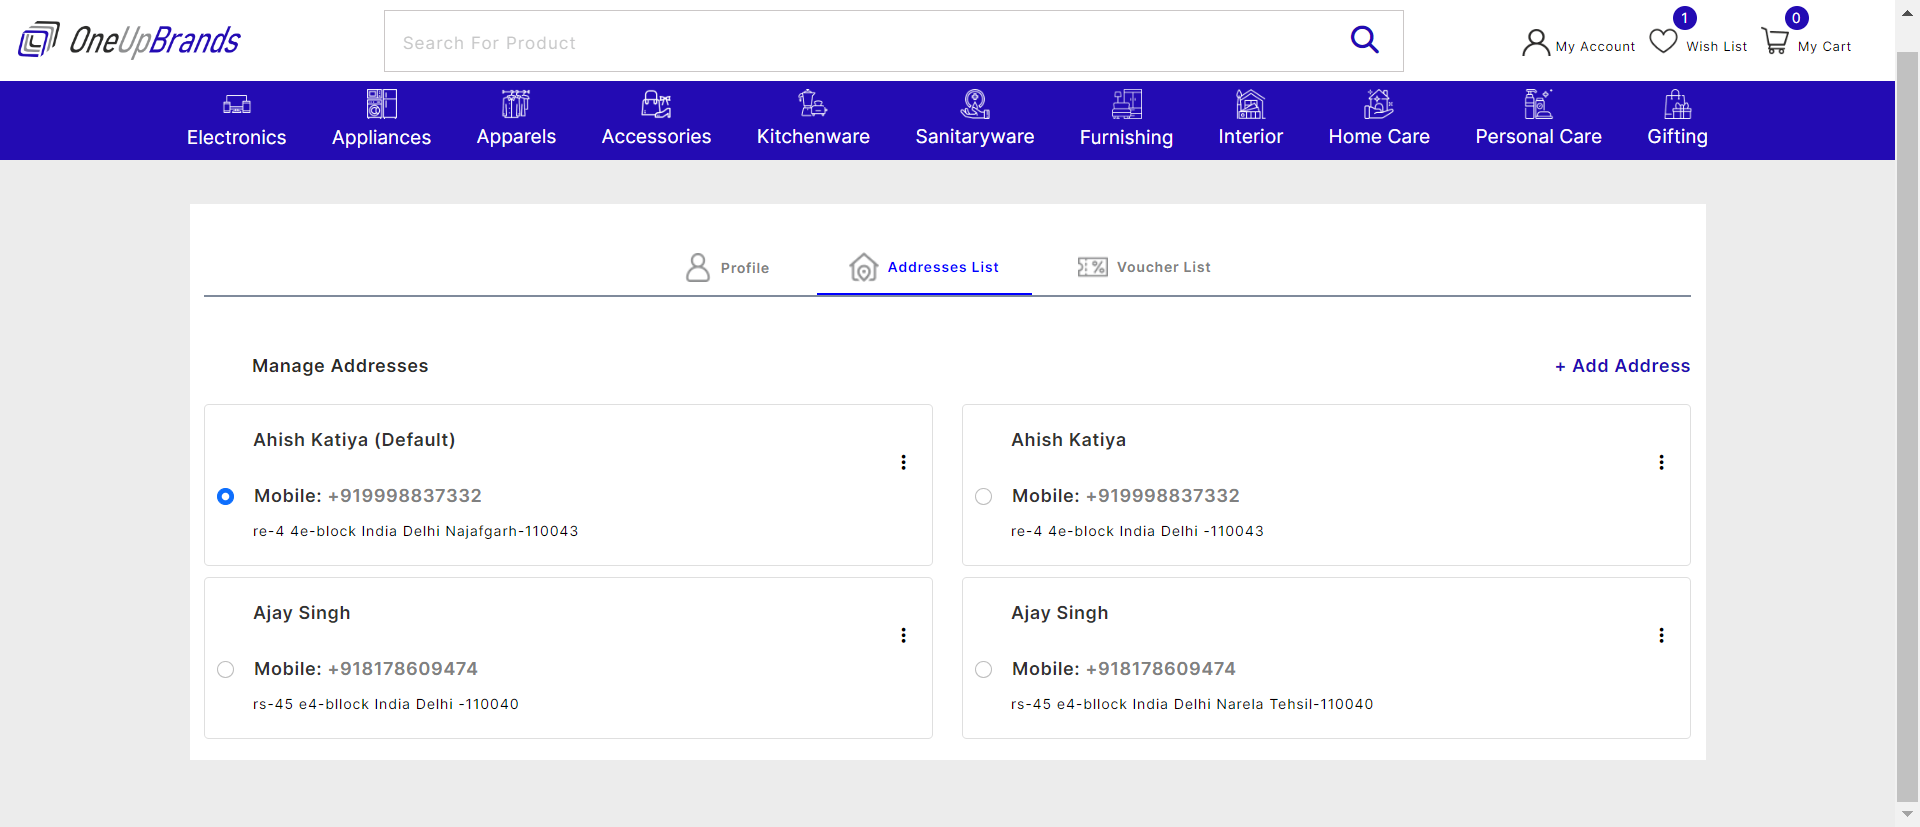 OneUpBrands
Search For Product
My Account
1
Wish List
0
My Cart
Electronics
Appliances
Apparels
Accessories
Kitchenware
Sanitaryware
Furnishing
Interior
Home Care
Personal Care
Gifting
Profile
Addresses List
Voucher List
Manage Addresses
+ Add Address
Ahish Katiya (Default)
Mobile: +919998837332
re-4 4e-block India Delhi Najafgarh-110043
Ahish Katiya
Mobile: +919998837332
re-4 4e-block India Delhi -110043
Ajay Singh
Mobile: +918178609474
rs-45 e4-bllock India Delhi -110040
Ajay Singh
Mobile: +918178609474
rs-45 e4-bllock India Delhi Narela Tehsil-110040